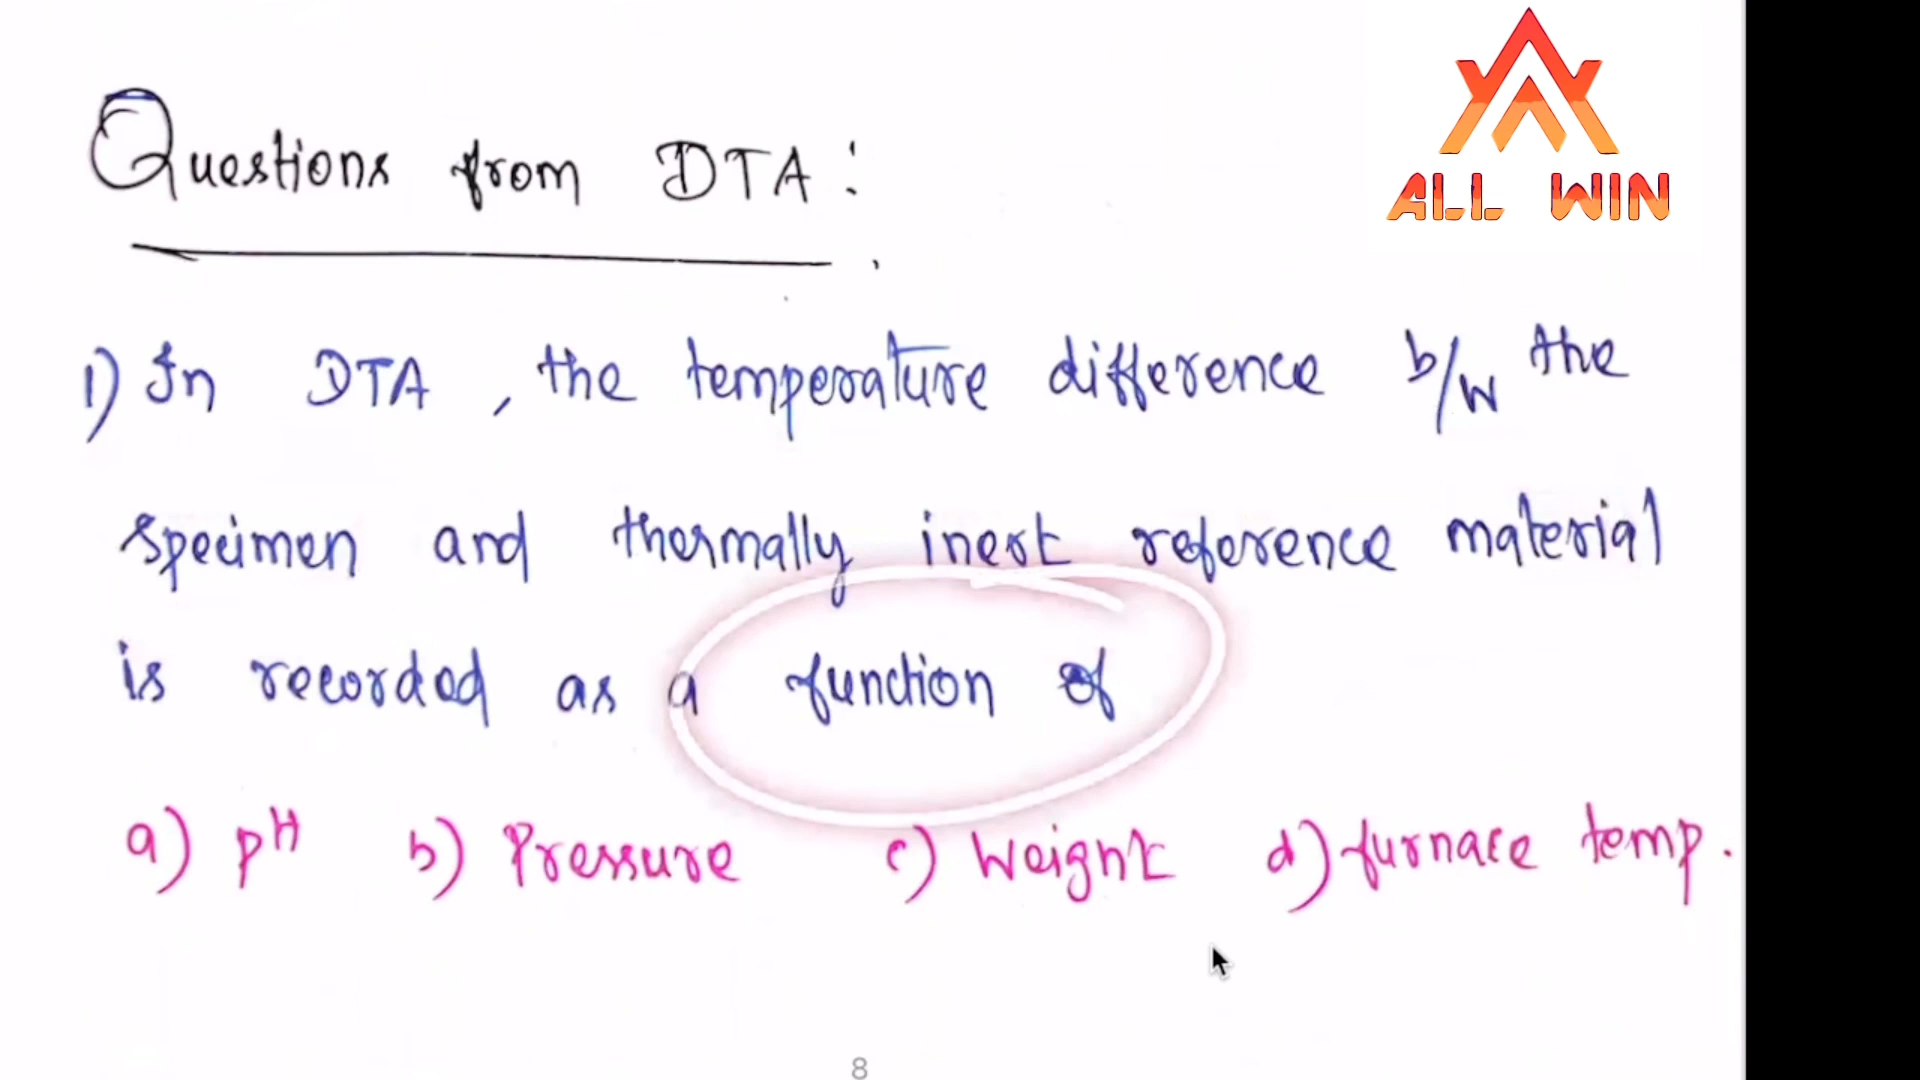 ALL WIN
Questions from DTA:
1) In DTA, the temperature difference b/w the
specimen and thermally inert reference material
is recorded as a function of
a) pH b) Pressure c) Weight d) furnace temp.
8